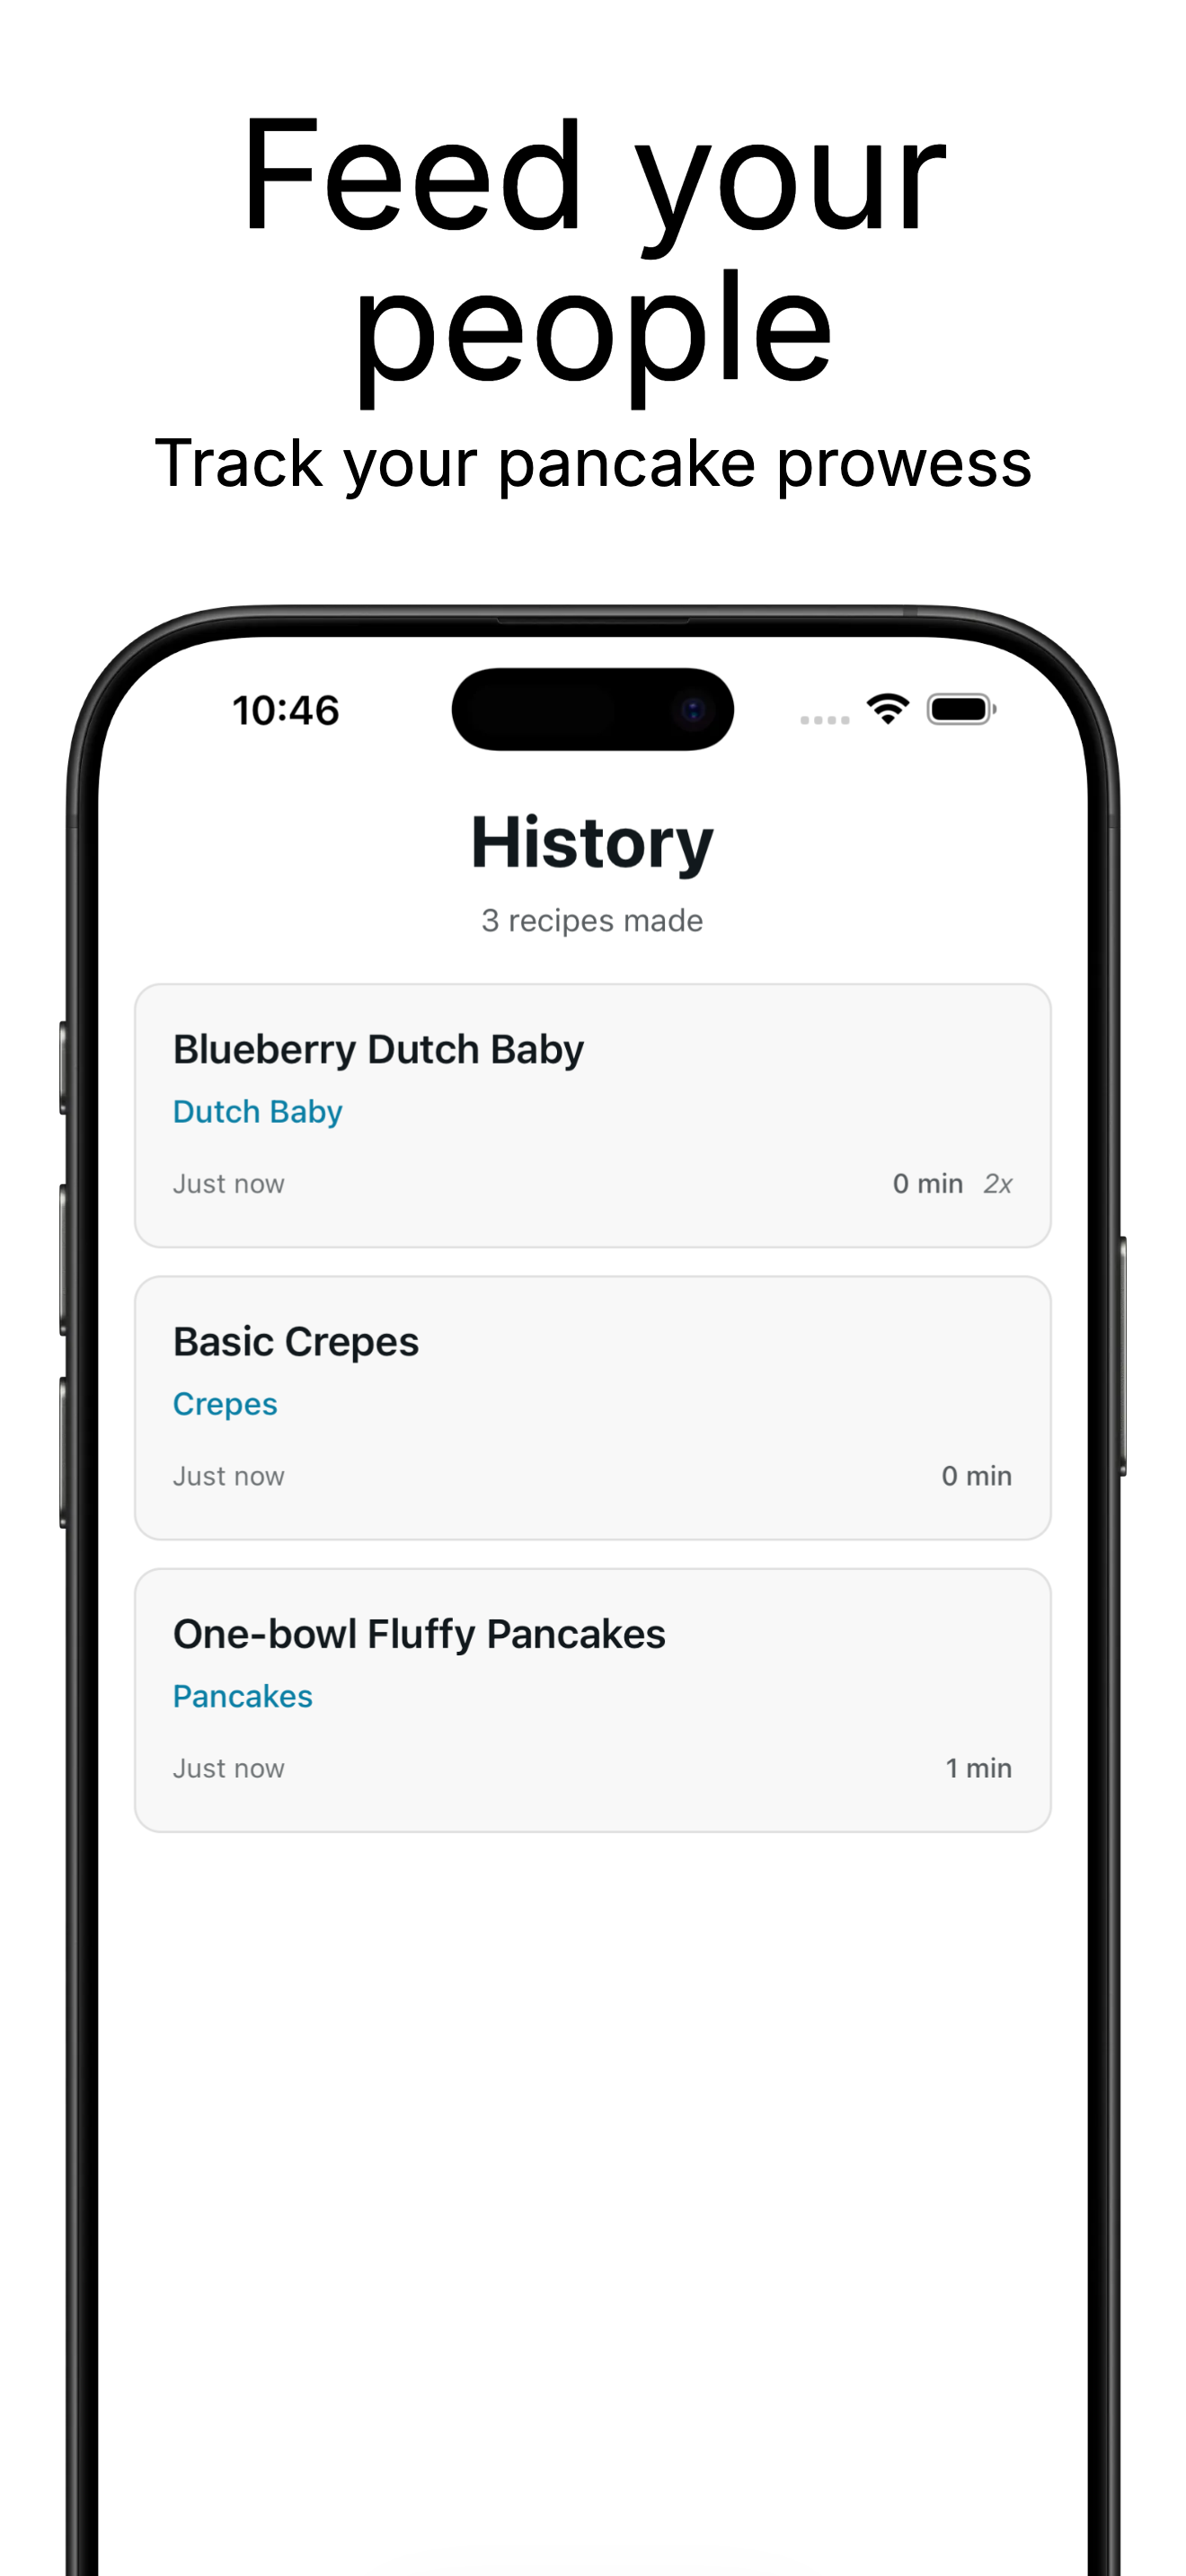 Feed your
people
Track your pancake prowess
10:46
History
3 recipes made
Blueberry Dutch Baby
Dutch Baby
Just now 0 min 2x
Basic Crepes
Crepes
Just now 0 min
One-bowl Fluffy Pancakes
Pancakes
Just now 1 min